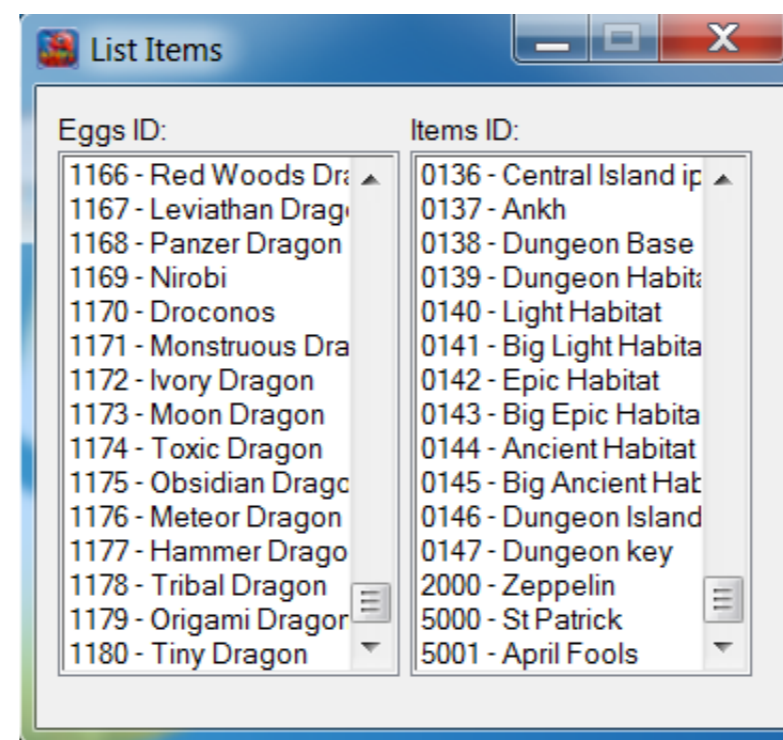 List Items
Eggs ID:
1166 - Red Woods Dra
1167 - Leviathan Drag
1168 - Panzer Dragon
1169 - Nirobi
1170 - Droconos
1171 - Monstruous Dra
1172 - Ivory Dragon
1173 - Moon Dragon
1174 - Toxic Dragon
1175 - Obsidian Drago
1176 - Meteor Dragon
1177 - Hammer Drago
1178 - Tribal Dragon
1179 - Origami Dragon
1180 - Tiny Dragon
Items ID:
0136 - Central Island ip
0137 - Ankh
0138 - Dungeon Base
0139 - Dungeon Habita
0140 - Light Habitat
0141 - Big Light Habita
0142 - Epic Habitat
0143 - Big Epic Habita
0144 - Ancient Habitat
0145 - Big Ancient Hab
0146 - Dungeon Island
0147 - Dungeon key
2000 - Zeppelin
5000 - St Patrick
5001 - April Fools